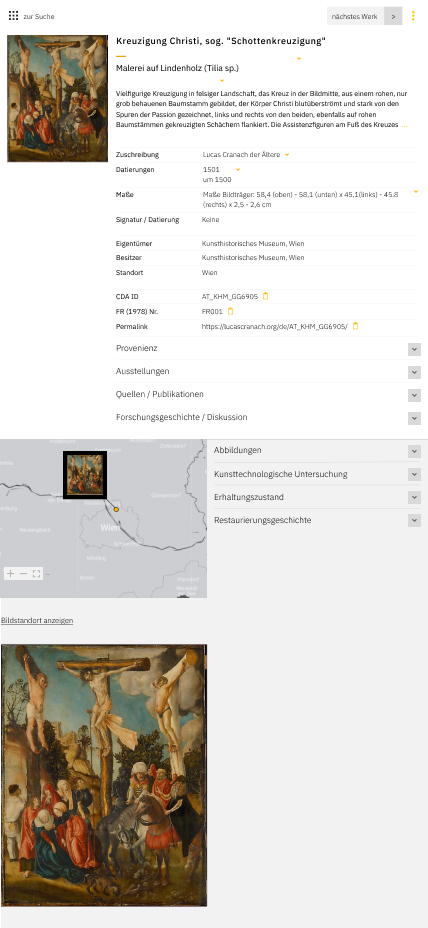 zur Suche
nächstes Werk >
Kreuzigung Christi, sog. "Schottenkreuzigung"
Malerei auf Lindenholz (Tilia sp.)
Vielfigurige Kreuzigung in felsiger Landschaft, das Kreuz in der Bildmitte, aus einem rohen, nur
grob behauenen Baumstamm gebildet, der Körper Christi blutüberströmt und stark von den
Spuren der Passion gezeichnet, links und rechts von den beiden, ebenfalls auf rohen
Baumstämmen gekreuzigten Schächern flankiert. Die Assistenzfiguren am Fuß des Kreuzes ...
Zuschreibung Lucas Cranach der Ältere
Datierungen 1501
um 1500
Maße Maße Bildträger: 58,4 (oben) - 58,1 (unten) x 45,1(links) - 45.8
(rechts) x 2,5 - 2,6 cm
Signatur / Datierung Keine
Eigentümer Kunsthistorisches Museum, Wien
Besitzer Kunsthistorisches Museum, Wien
Standort Wien
CDA ID AT_KHM_GG6905
FR (1978) Nr. FR001
Permalink https://lucascranach.org/de/AT_KHM_GG6905/
Provenienz
Ausstellungen
Quellen / Publikationen
Forschungsgeschichte / Diskussion
Abbildungen
Kunsttechnologische Untersuchung
Erhaltungszustand
Restaurierungsgeschichte
Wien
Bildstandort anzeigen